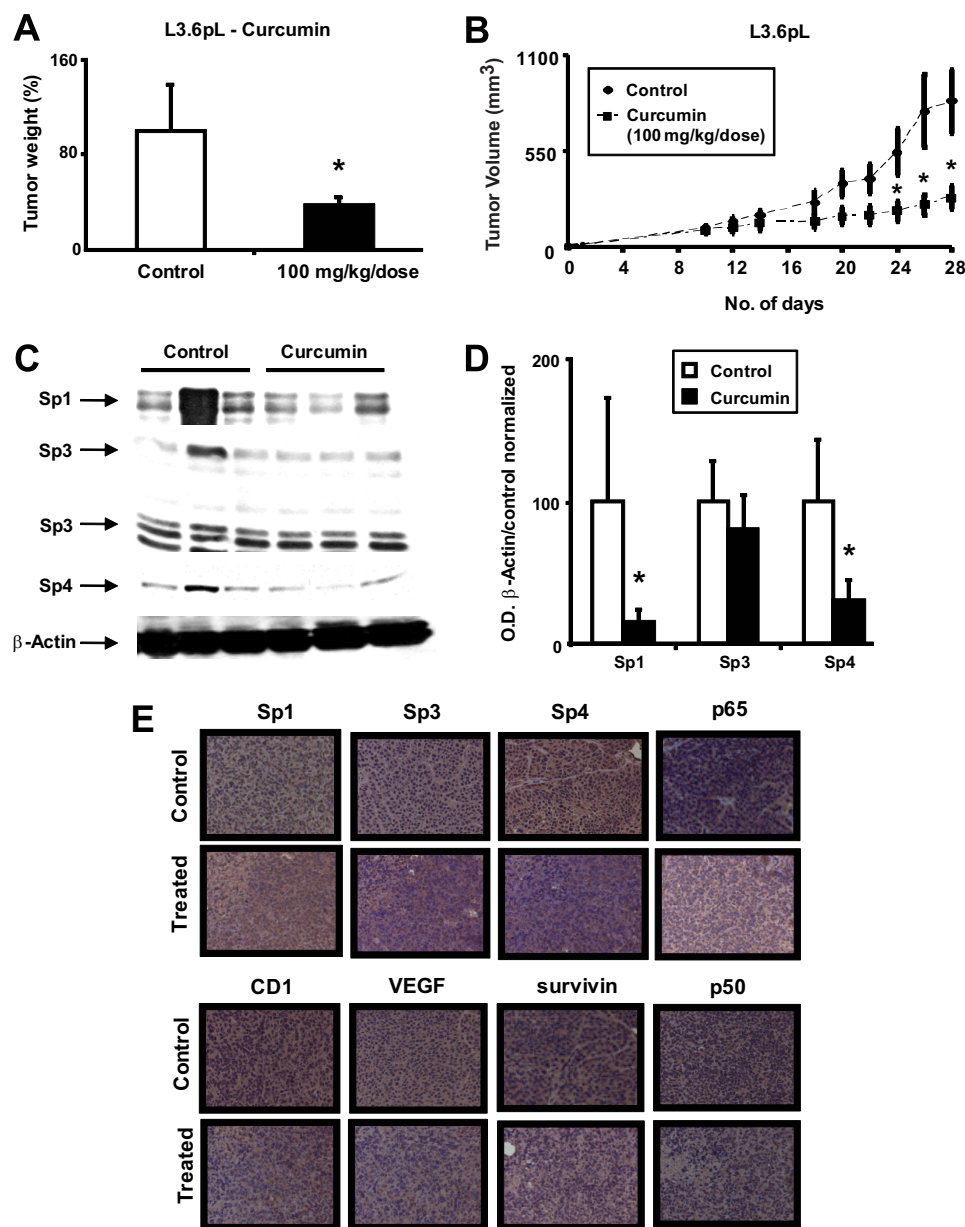 A
L3.6pL - Curcumin
Tumor weight (%)
160
80
0
*
Control
100 mg/kg/dose
B
L3.6pL
Tumor Volume (mm3)
1100
550
0
Control
Curcumin
(100 mg/kg/dose)
* * *
0 4 8 12 16 20 24 28
No. of days
C
Control Curcumin
Sp1
Sp3
Sp3
Sp4
β-Actin
D
O.D. β-Actin/control normalized
200
100
0
Control
Curcumin
* *
Sp1 Sp3 Sp4
E
Sp1 Sp3 Sp4 p65
Control
Treated
CD1 VEGF survivin p50
Control
Treated